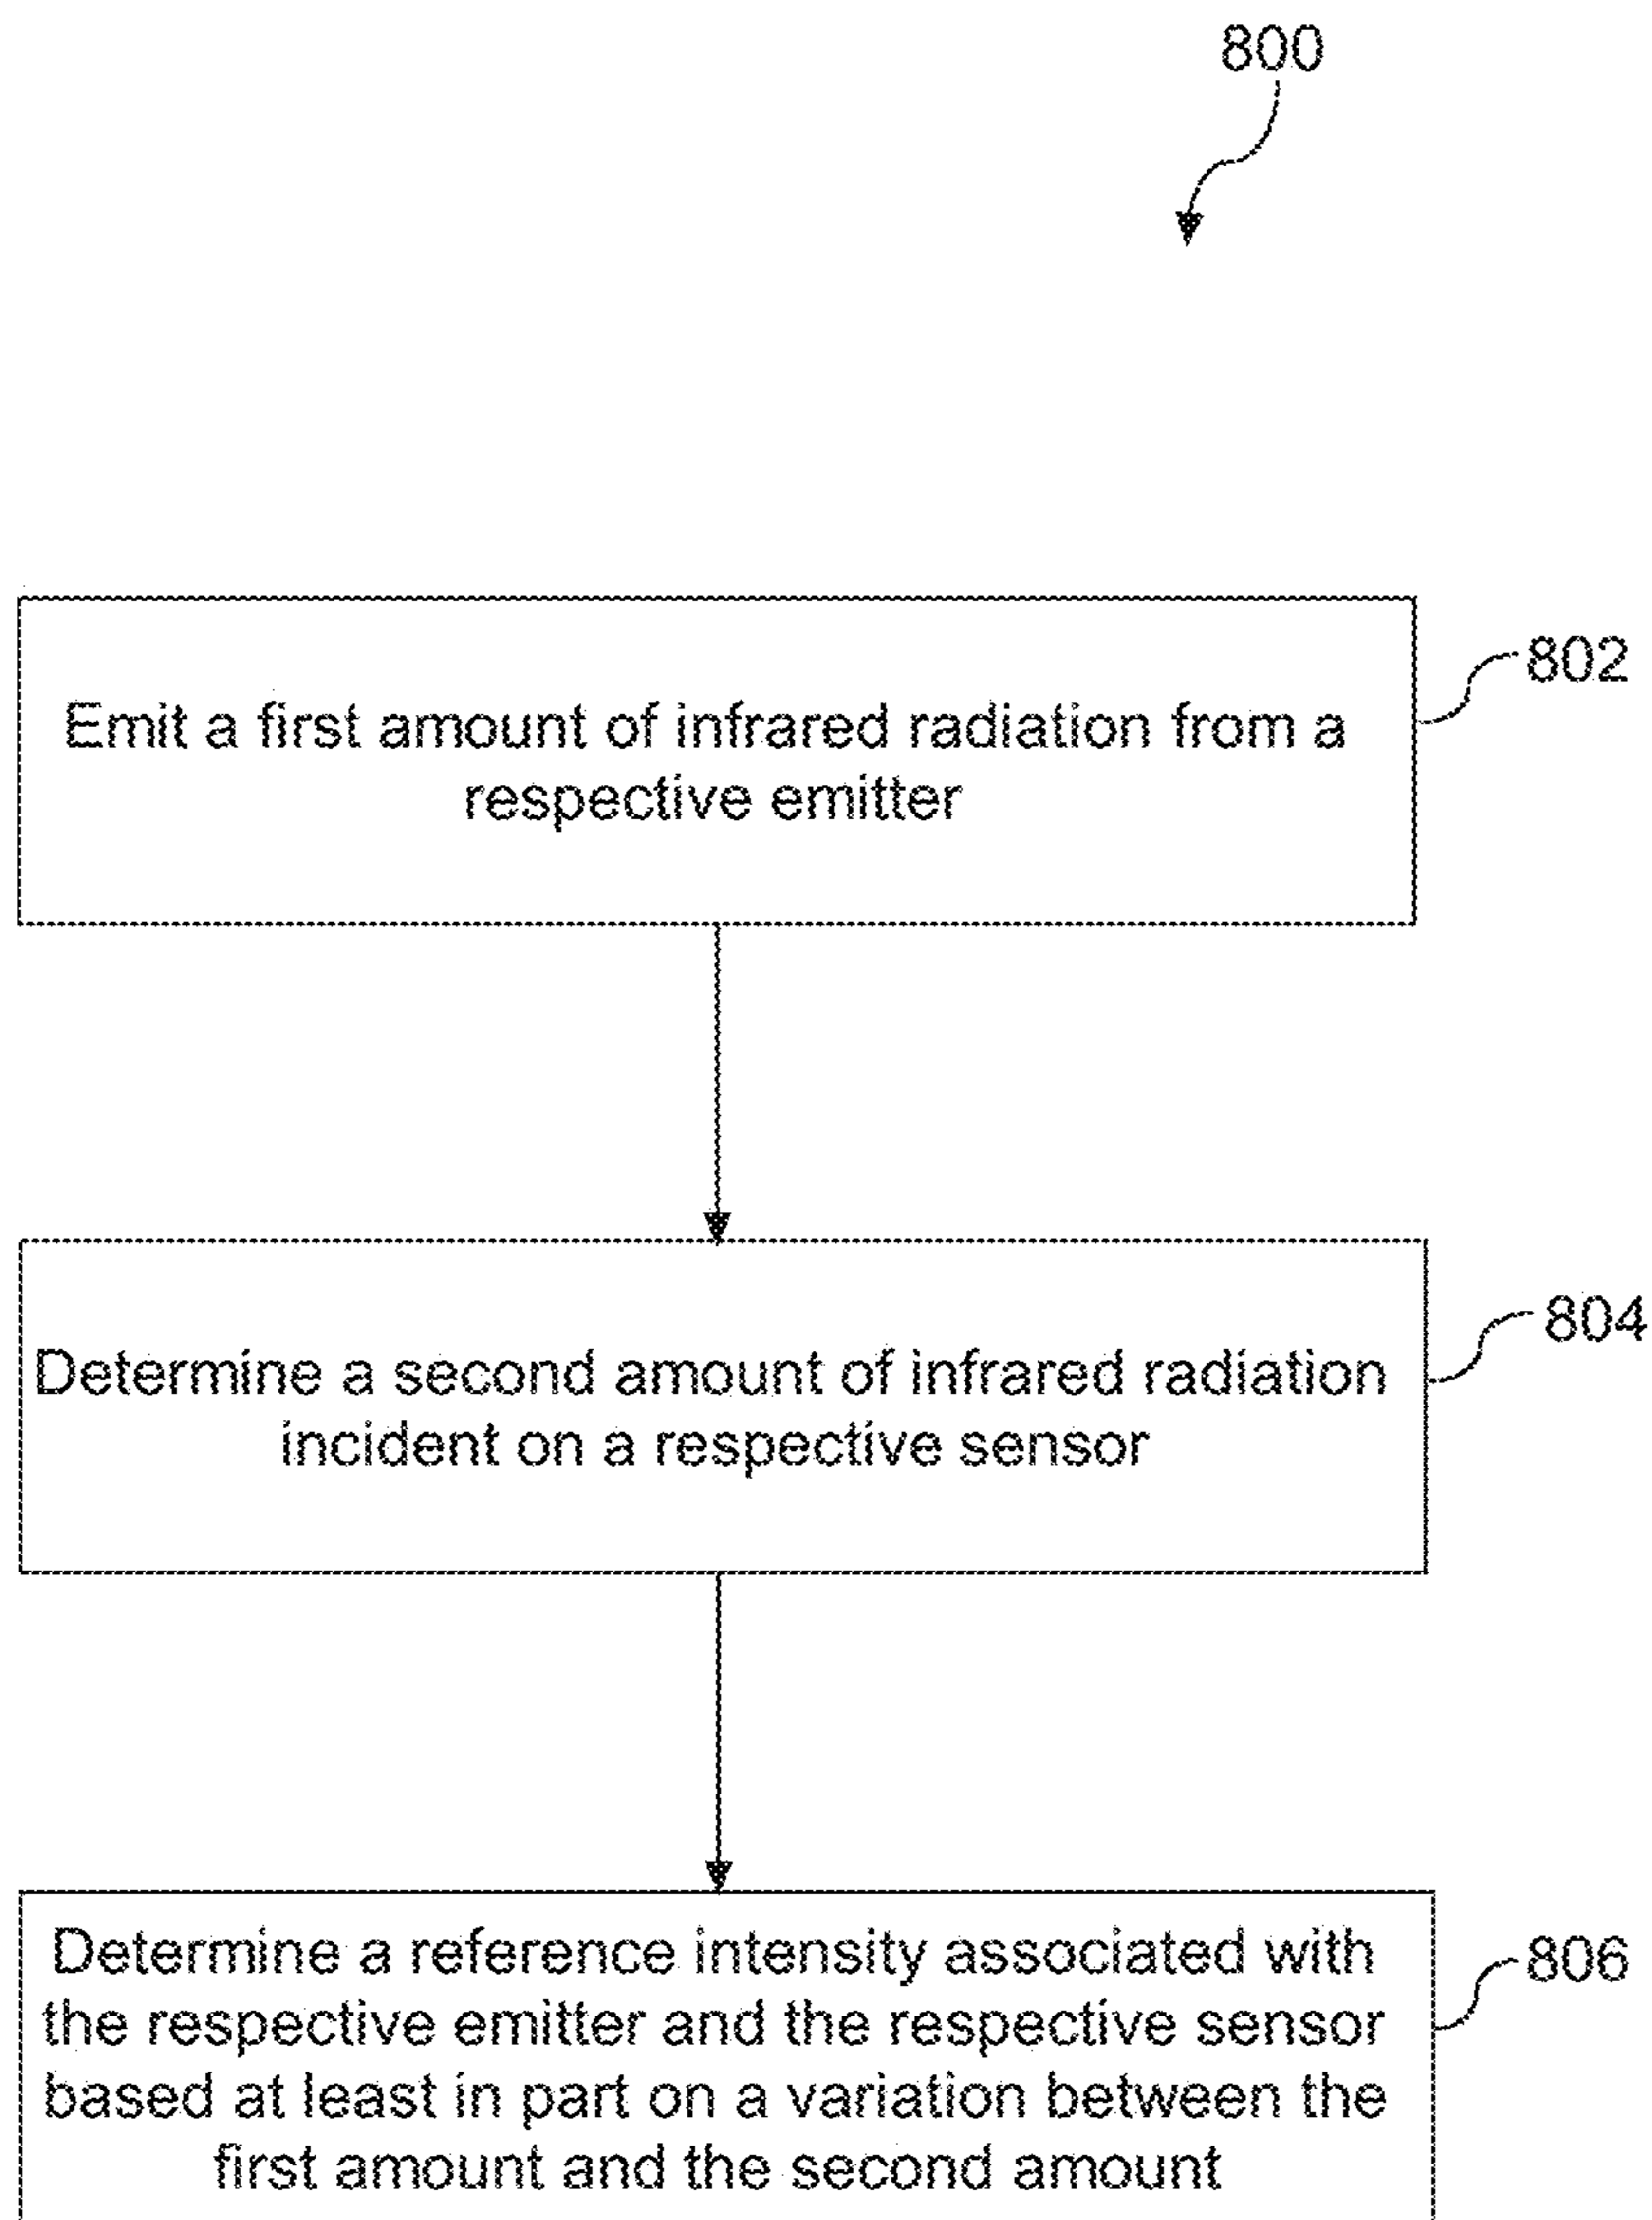 800
Emit a first amount of infrared radiation from a
respective emitter
802
Determine a second amount of infrared radiation
incident on a respective sensor
804
Determine a reference intensity associated with
the respective emitter and the respective sensor
based at least in part on a variation between the
first amount and the second amount
806